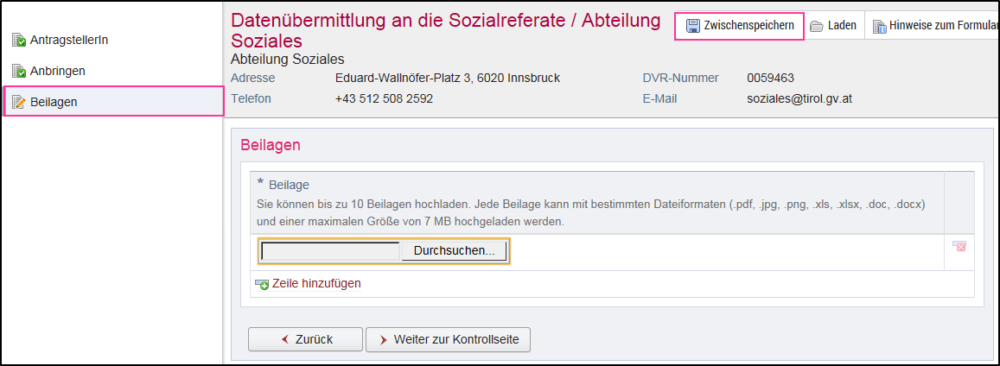 AntragstellerIn
Anbringen
Beilagen
Datenübermittlung an die Sozialreferate / Abteilung
Soziales
Zwischenspeichern
Laden
Hinweise zum Formular
Abteilung Soziales
Adresse Eduard-Wallnöfer-Platz 3, 6020 Innsbruck DVR-Nummer 0059463
Telefon +43 512 508 2592 E-Mail soziales@tirol.gv.at
Beilagen
* Beilage
Sie können bis zu 10 Beilagen hochladen. Jede Beilage kann mit bestimmten Dateiformaten (.pdf, .jpg, .png, .xls, .xlsx, .doc, .docx)
und einer maximalen Größe von 7 MB hochgeladen werden.
Durchsuchen...
Zeile hinzufügen
Zurück
Weiter zur Kontrollseite